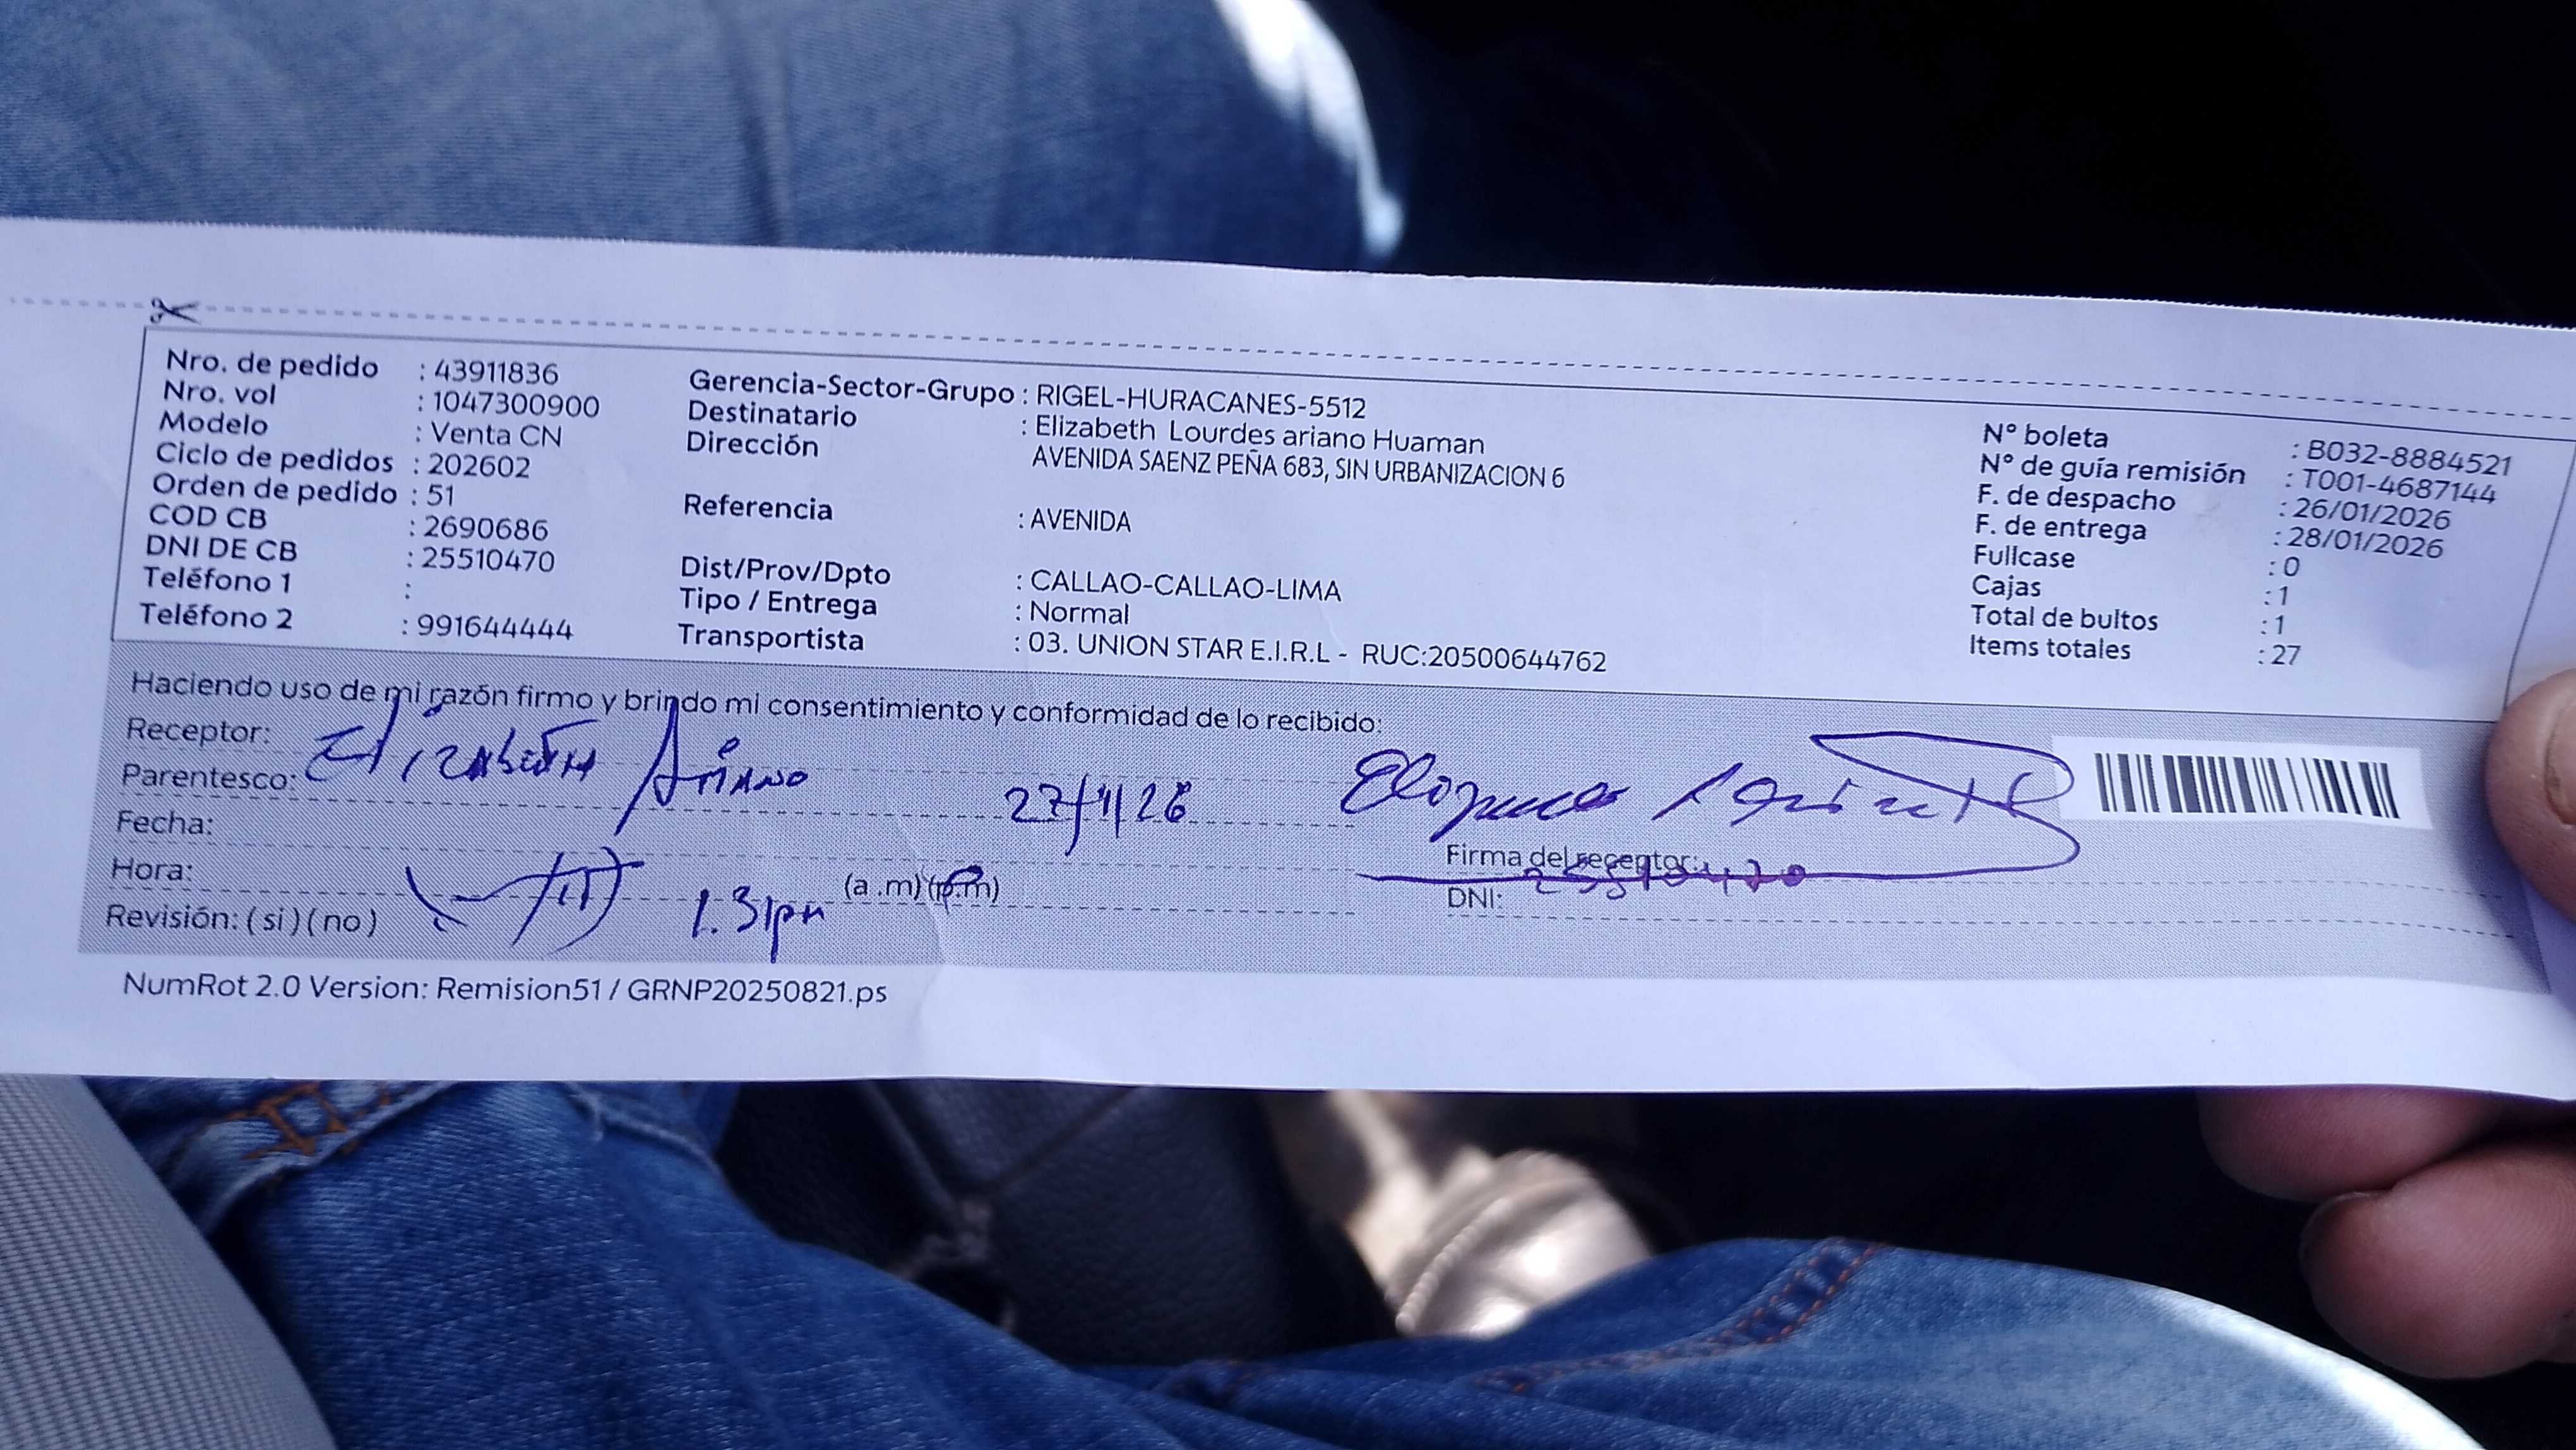 Nro. de pedido : 43911836
Nro. vol : 1047300900
Modelo : Venta CN
Ciclo de pedidos : 202602
Orden de pedido : 51
COD CB : 2690686
DNI DE CB : 25510470
Teléfono 1 :
Teléfono 2 : 991644444
Gerencia-Sector-Grupo : RIGEL-HURACANES-5512
Destinatario : Elizabeth Lourdes ariano Huaman
Dirección AVENIDA SAENZ PEÑA 683, SIN URBANIZACION 6
Referencia : AVENIDA
Dist/Prov/Dpto : CALLAO-CALLAO-LIMA
Tipo / Entrega : Normal
Transportista : 03. UNION STAR E.I.R.L - RUC:20500644762
N° boleta : B032-8884521
N° de guía remisión : T001-4687144
F. de despacho : 26/01/2026
F. de entrega : 28/01/2026
Fullcase : 0
Cajas : 1
Total de bultos : 1
Items totales : 27
Haciendo uso de mi razón firmo y brindo mi consentimiento y conformidad de lo recibido:
Receptor: Elizabeth Ariano
Parentesco:
Fecha: 27/1/26
Hora: (a.m)(p.m)
1.31pm
Revisión: ( si ) ( no )
Firma del receptor:
DNI: 25510470
NumRot 2.0 Version: Remision51 / GRNP20250821.ps